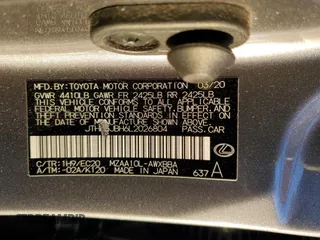 MFD. BY: TOYOTA MOTOR CORPORATION 03/20
GVWR 4410LB GAWR FR 2425LB RR 2425LB
THIS VEHICLE CONFORMS TO ALL APPLICABLE
FEDERAL MOTOR VEHICLE SAFETY, BUMPER,
AND THEFT PREVENTION STANDARDS IN EFFECT
ON THE DATE OF MANUFACTURE SHOWN ABOVE.
PASS.CAR
C/TR: 1H9/EC20 MZAA10L-AWXBBA
A/TM: -02A/K120 MADE IN JAPAN 637 A